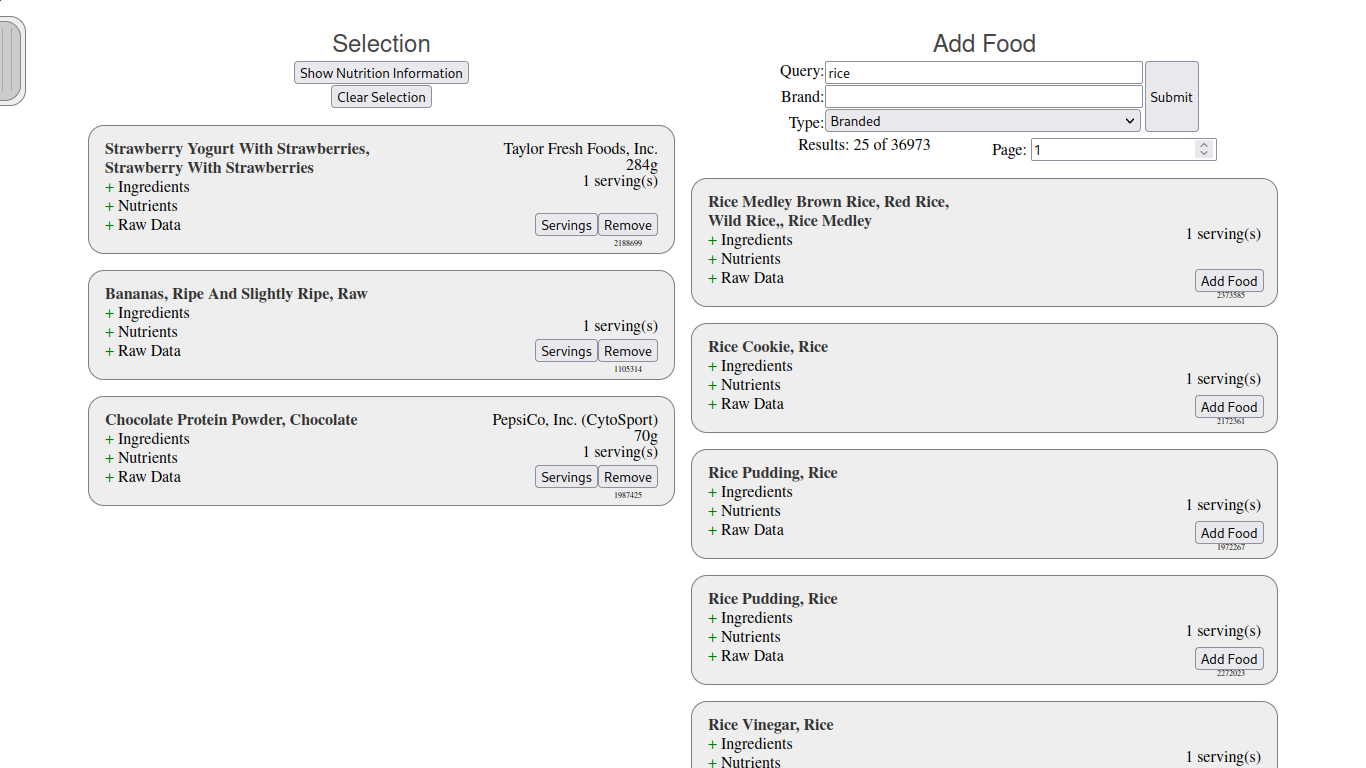 Selection
Show Nutrition Information
Clear Selection
Strawberry Yogurt With Strawberries,
Strawberry With Strawberries
Taylor Fresh Foods, Inc.
284g
1 serving(s)
+ Ingredients
+ Nutrients
+ Raw Data
Servings
Remove
2188699
Bananas, Ripe And Slightly Ripe, Raw
+ Ingredients
+ Nutrients
+ Raw Data
1 serving(s)
Servings
Remove
1105314
Chocolate Protein Powder, Chocolate
PepsiCo, Inc. (CytoSport)
70g
1 serving(s)
+ Ingredients
+ Nutrients
+ Raw Data
Servings
Remove
1987425
Add Food
Query: rice
Brand:
Type: Branded
Submit
Results: 25 of 36973
Page: 1
Rice Medley Brown Rice, Red Rice,
Wild Rice,, Rice Medley
+ Ingredients
+ Nutrients
+ Raw Data
1 serving(s)
Add Food
2373585
Rice Cookie, Rice
+ Ingredients
+ Nutrients
+ Raw Data
1 serving(s)
Add Food
2172361
Rice Pudding, Rice
+ Ingredients
+ Nutrients
+ Raw Data
1 serving(s)
Add Food
1972267
Rice Pudding, Rice
+ Ingredients
+ Nutrients
+ Raw Data
1 serving(s)
Add Food
2272023
Rice Vinegar, Rice
+ Ingredients
+ Nutrients
1 serving(s)